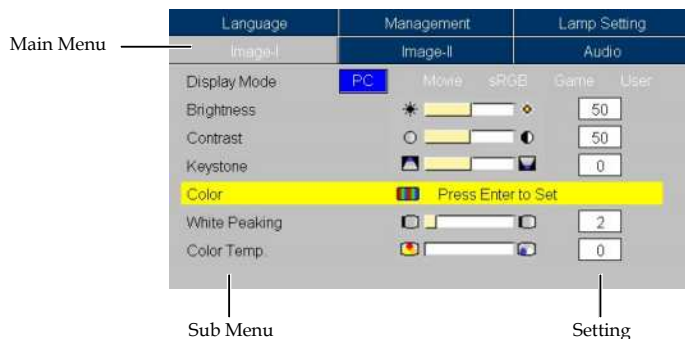 Language Management Lamp Setting
Main Menu Image-I Image-II Audio
Display Mode PC Movie sRGB Game User
Brightness 50
Contrast 50
Keystone 0
Color Press Enter to Set
White Peaking 2
Color Temp. 0
Sub Menu Setting